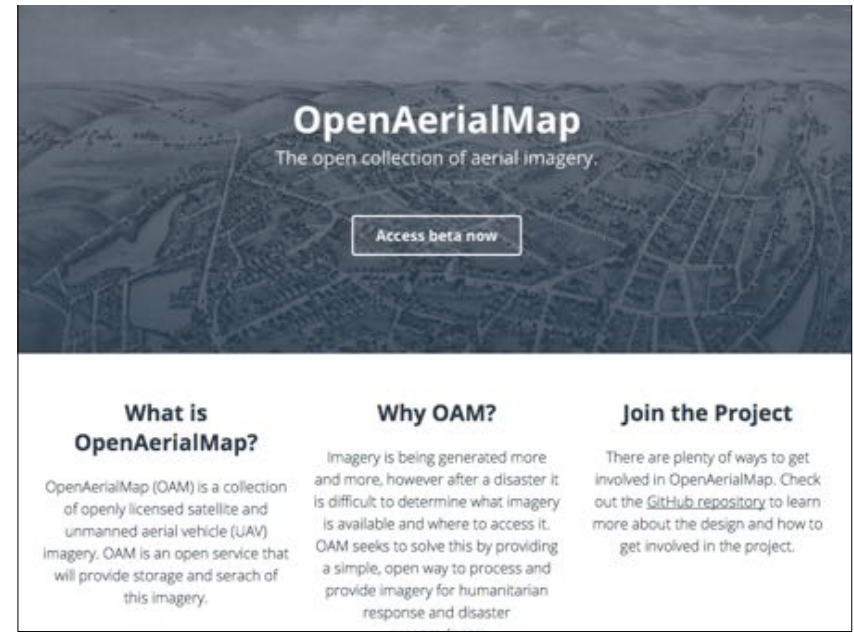 OpenAerialMap
The open collection of aerial imagery.
Access beta now
What is
OpenAerialMap?
OpenAerialMap (OAM) is a collection
of openly licensed satellite and
unmanned aerial vehicle (UAV)
imagery. OAM is an open service that
will provide storage and serach of
this imagery.
Why OAM?
Imagery is being generated more
and more, however after a disaster it
is difficult to determine what imagery
is available and where to access it.
OAM seeks to solve this by providing
a simple, open way to process and
provide imagery for humanitarian
response and disaster
Join the Project
There are plenty of ways to get
involved in OpenAerialMap. Check
out the GitHub repository to learn
more about the design and how to
get involved in the project.